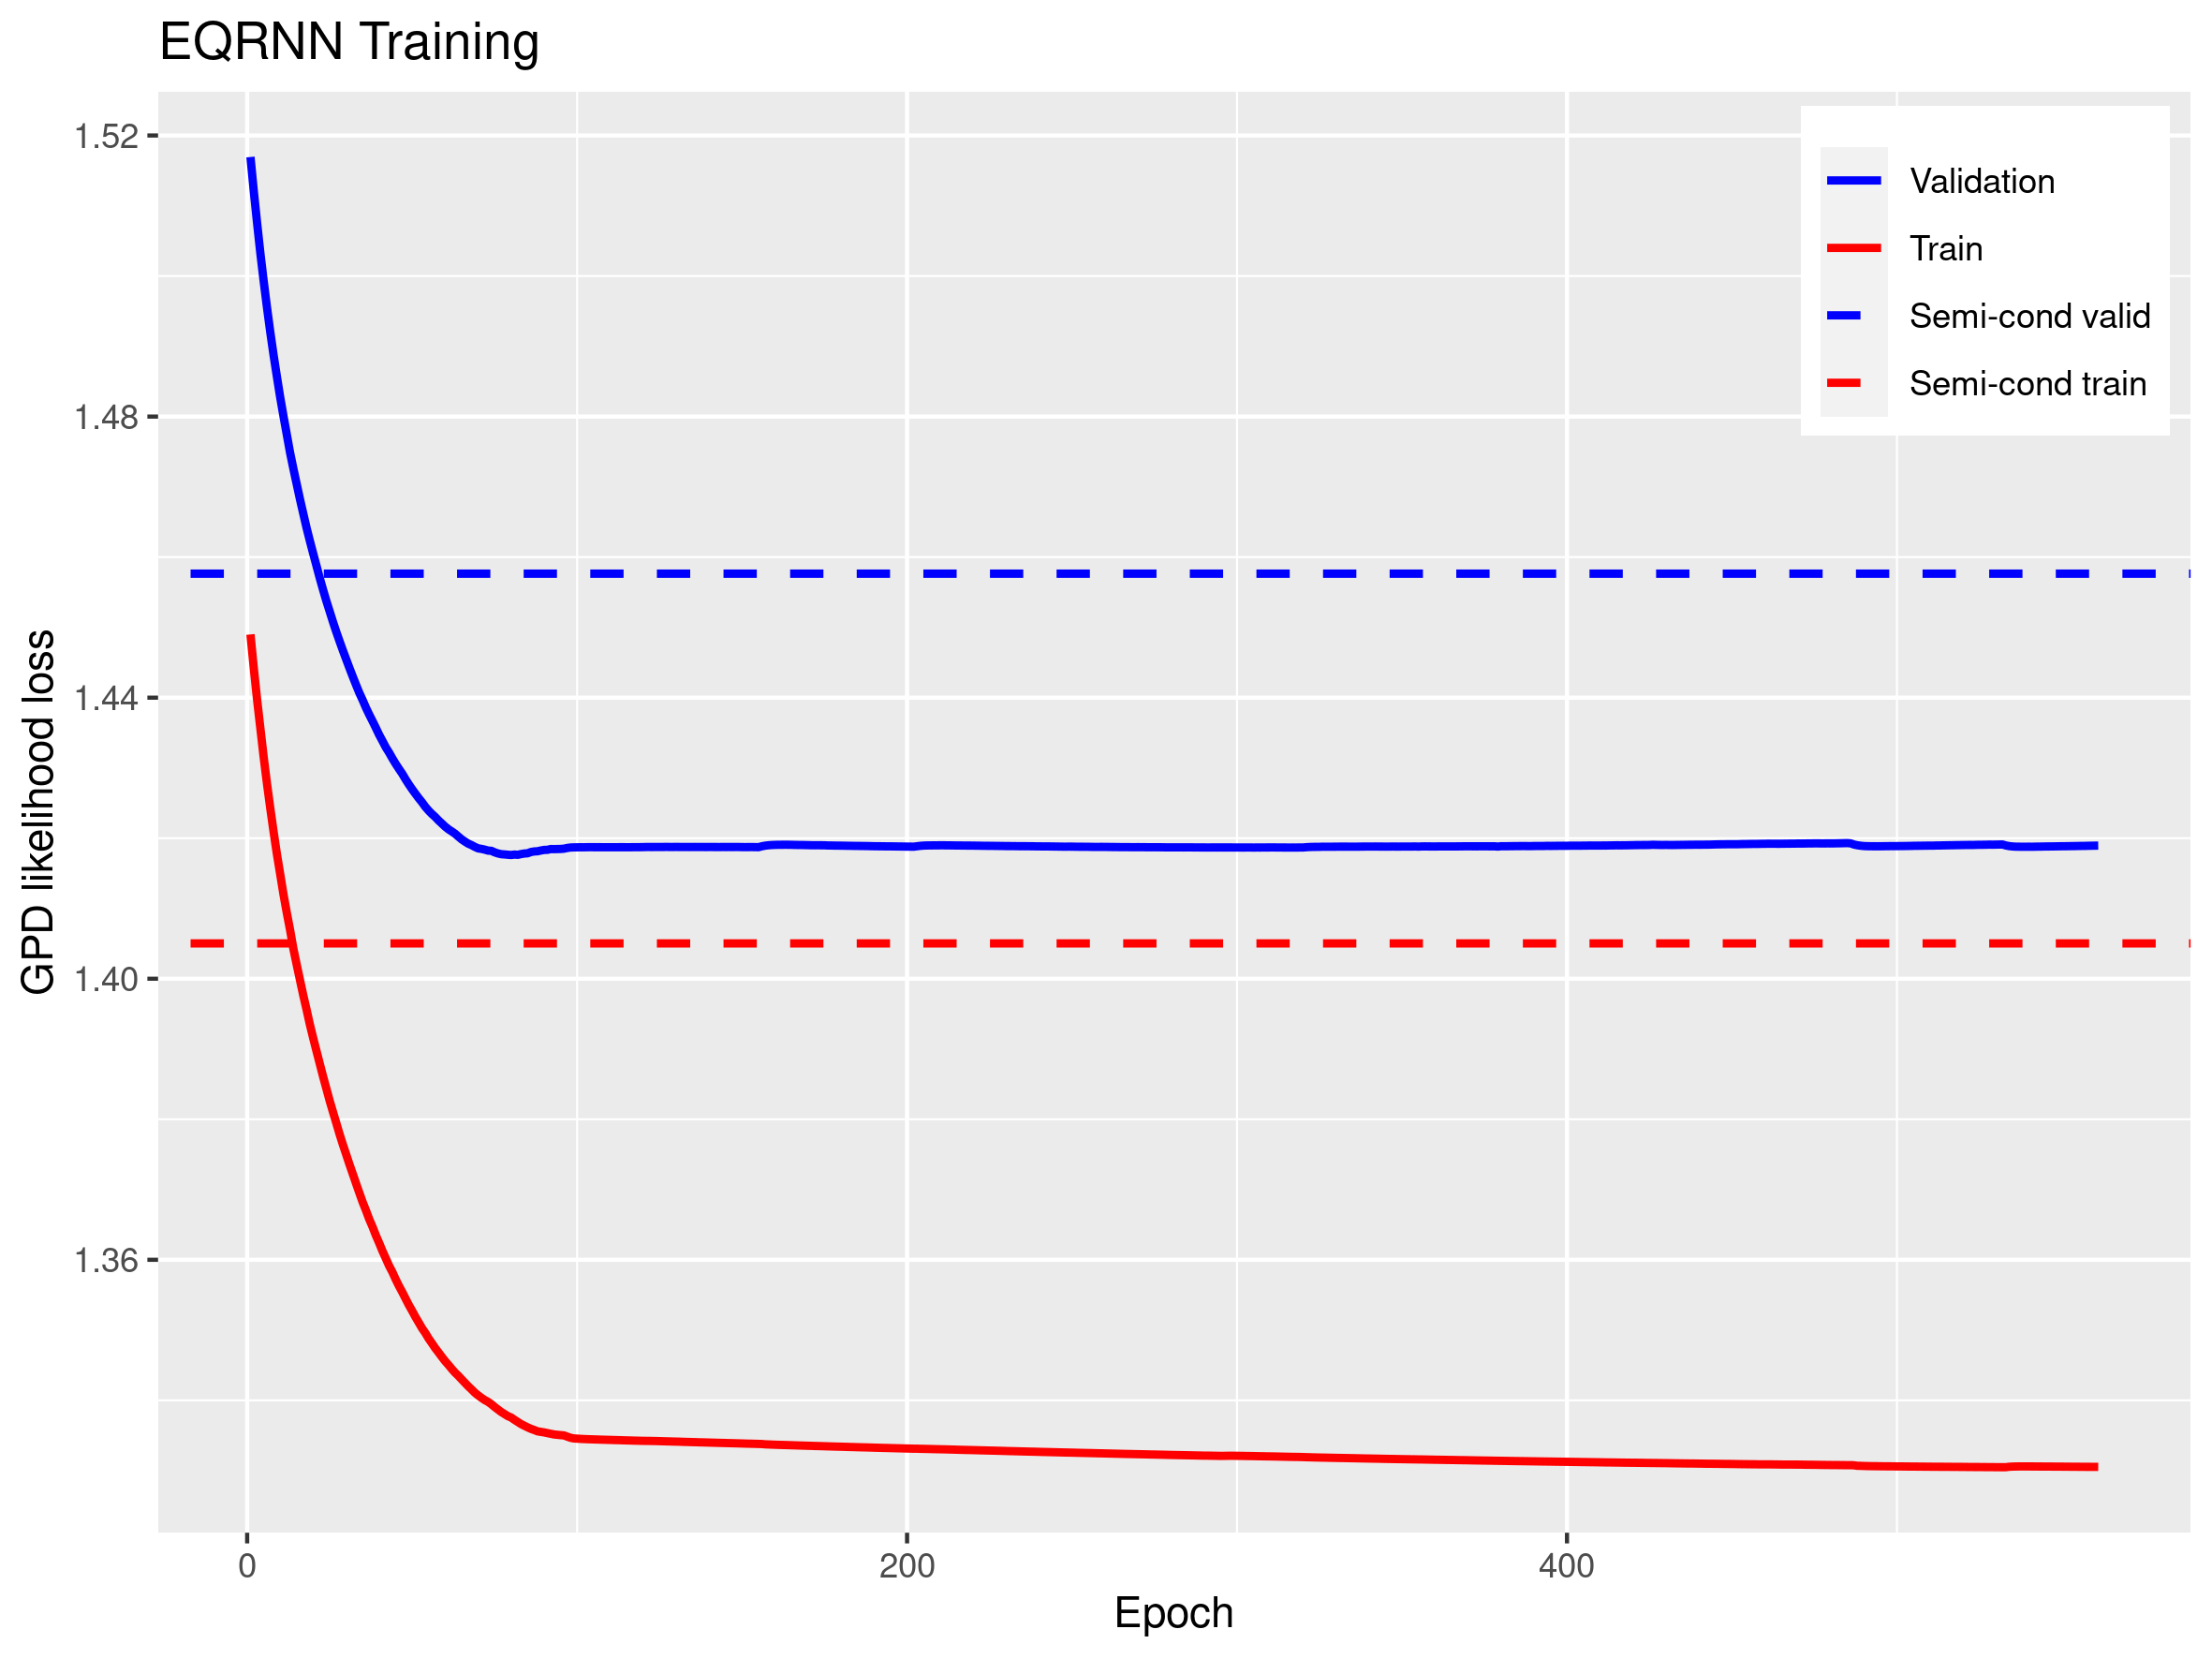 EQRNN Training
GPD likelihood loss
1.52
1.48
1.44
1.40
1.36
Validation
Train
Semi-cond valid
Semi-cond train
0
200
400
Epoch